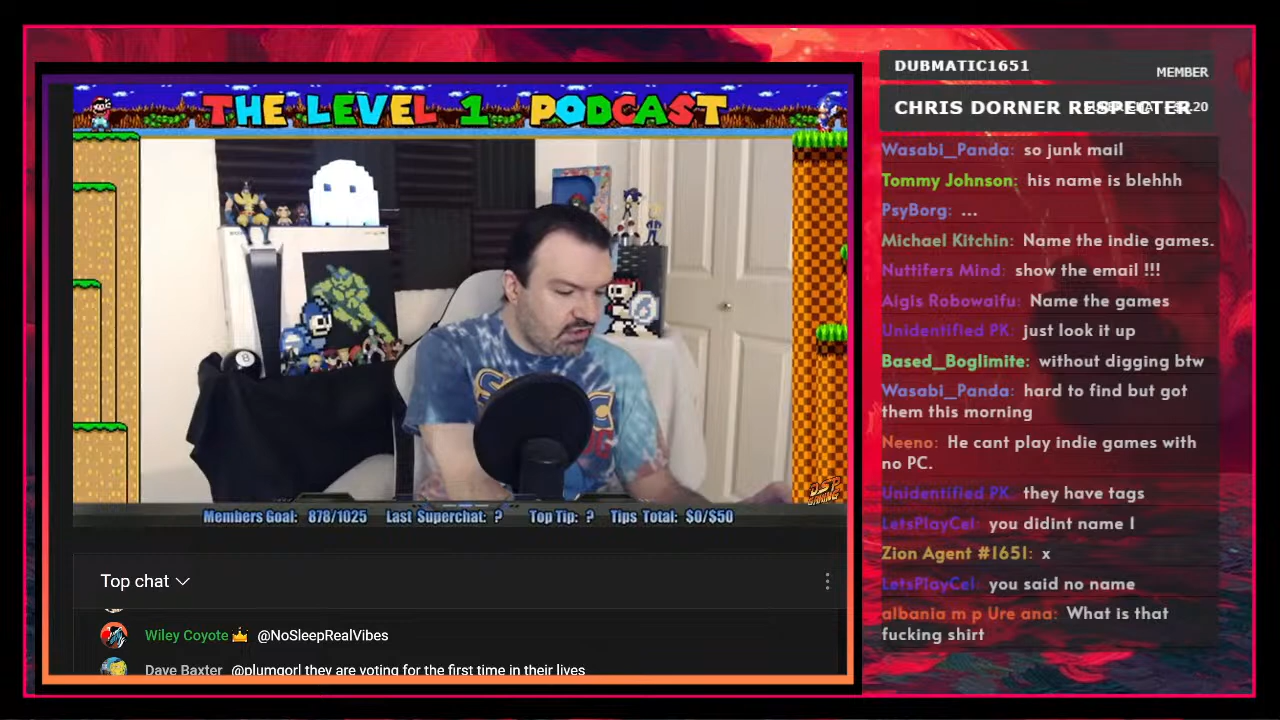 THE LEVEL 1 PODCAST
DSP
GAMING
Members Goal: 878/1025 Last Superchat: ? Top Tip: ? Tips Total: $0/$50
Top chat
Wiley Coyote @NoSleepRealVibes
Dave Baxter @plumgorl they are voting for the first time in their lives
DUBMATIC1651
MEMBER
CHRIS DORNER RESPECTER
Wasabi_Panda: so junk mail
Tommy Johnson: his name is blehhh
PsyBorg: ...
Michael Kitchin: Name the indie games.
Nuttifers Mind: show the email !!!
Aigis Robowaifu: Name the games
Unidentified PK: just look it up
Based_Boglimite: without digging btw
Wasabi_Panda: hard to find but got
them this morning
Neeno: He cant play indie games with
no PC.
Unidentified PK: they have tags
LetsPlayCel: you didint name 1
Zion Agent #1651: x
LetsPlayCel: you said no name
albania m p Ure ana: What is that
fucking shirt